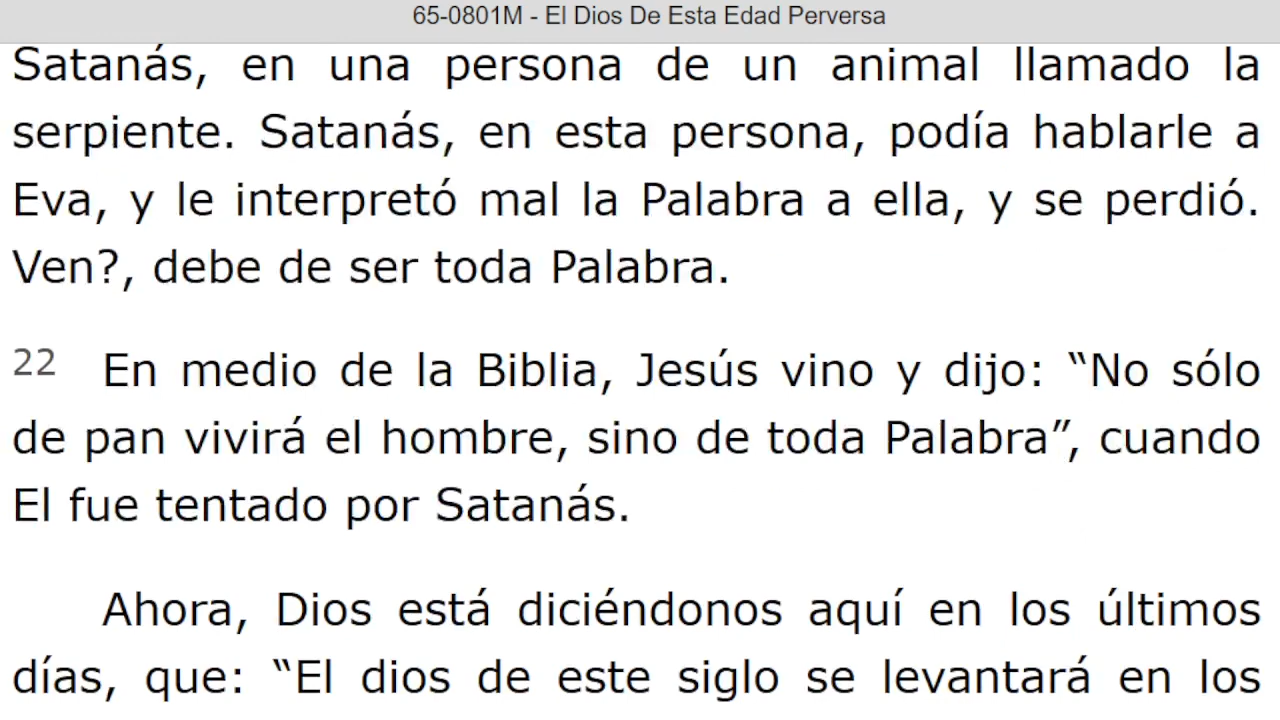 65-0801M - El Dios De Esta Edad Perversa
Satanás, en una persona de un animal llamado la
serpiente. Satanás, en esta persona, podía hablarle a
Eva, y le interpretó mal la Palabra a ella, y se perdió.
Ven?, debe de ser toda Palabra.
22 En medio de la Biblia, Jesús vino y dijo: “No sólo
de pan vivirá el hombre, sino de toda Palabra”, cuando
El fue tentado por Satanás.
Ahora, Dios está diciéndonos aquí en los últimos
días, que: “El dios de este siglo se levantará en los